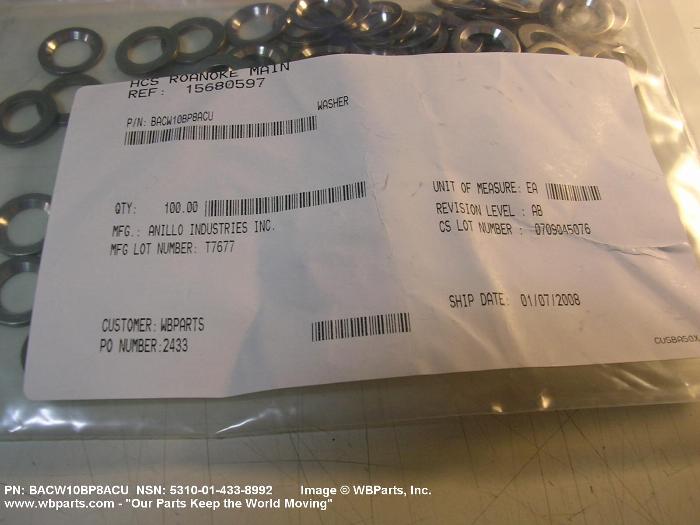 HCS ROANOKE MAIN
REF: 15680597
P/N: BACW10BP8ACU WASHER
QTY: 100.00 UNIT OF MEASURE: EA
MFG.: ANILLO INDUSTRIES INC. REVISION LEVEL : AB
MFG LOT NUMBER: T7677 CS LOT NUMBER : 0709045076
SHIP DATE: 01/07/2008
CUSTOMER: WBPARTS
PO NUMBER: 2433
CUSBASOX
PN: BACW10BP8ACU NSN: 5310-01-433-8992 Image © WBParts, Inc.
www.wbparts.com - "Our Parts Keep the World Moving"